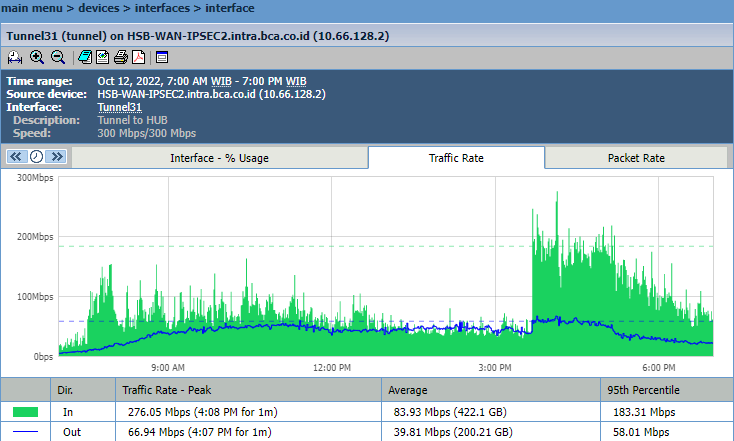 main menu > devices > interfaces > interface
Tunnel31 (tunnel) on HSB-WAN-IPSEC2.intra.bca.co.id (10.66.128.2)
Time range: Oct 12, 2022, 7:00 AM WIB - 7:00 PM WIB
Source device: HSB-WAN-IPSEC2.intra.bca.co.id (10.66.128.2)
Interface: Tunnel31
Description: Tunnel to HUB
Speed: 300 Mbps/300 Mbps
Interface - % Usage Traffic Rate Packet Rate
300Mbps
200Mbps
100Mbps
0bps
9:00 AM 12:00 PM 3:00 PM 6:00 PM
Dir. Traffic Rate - Peak Average 95th Percentile
In 276.05 Mbps (4:08 PM for 1m) 83.93 Mbps (422.1 GB) 183.31 Mbps
Out 66.94 Mbps (4:07 PM for 1m) 39.81 Mbps (200.21 GB) 58.01 Mbps